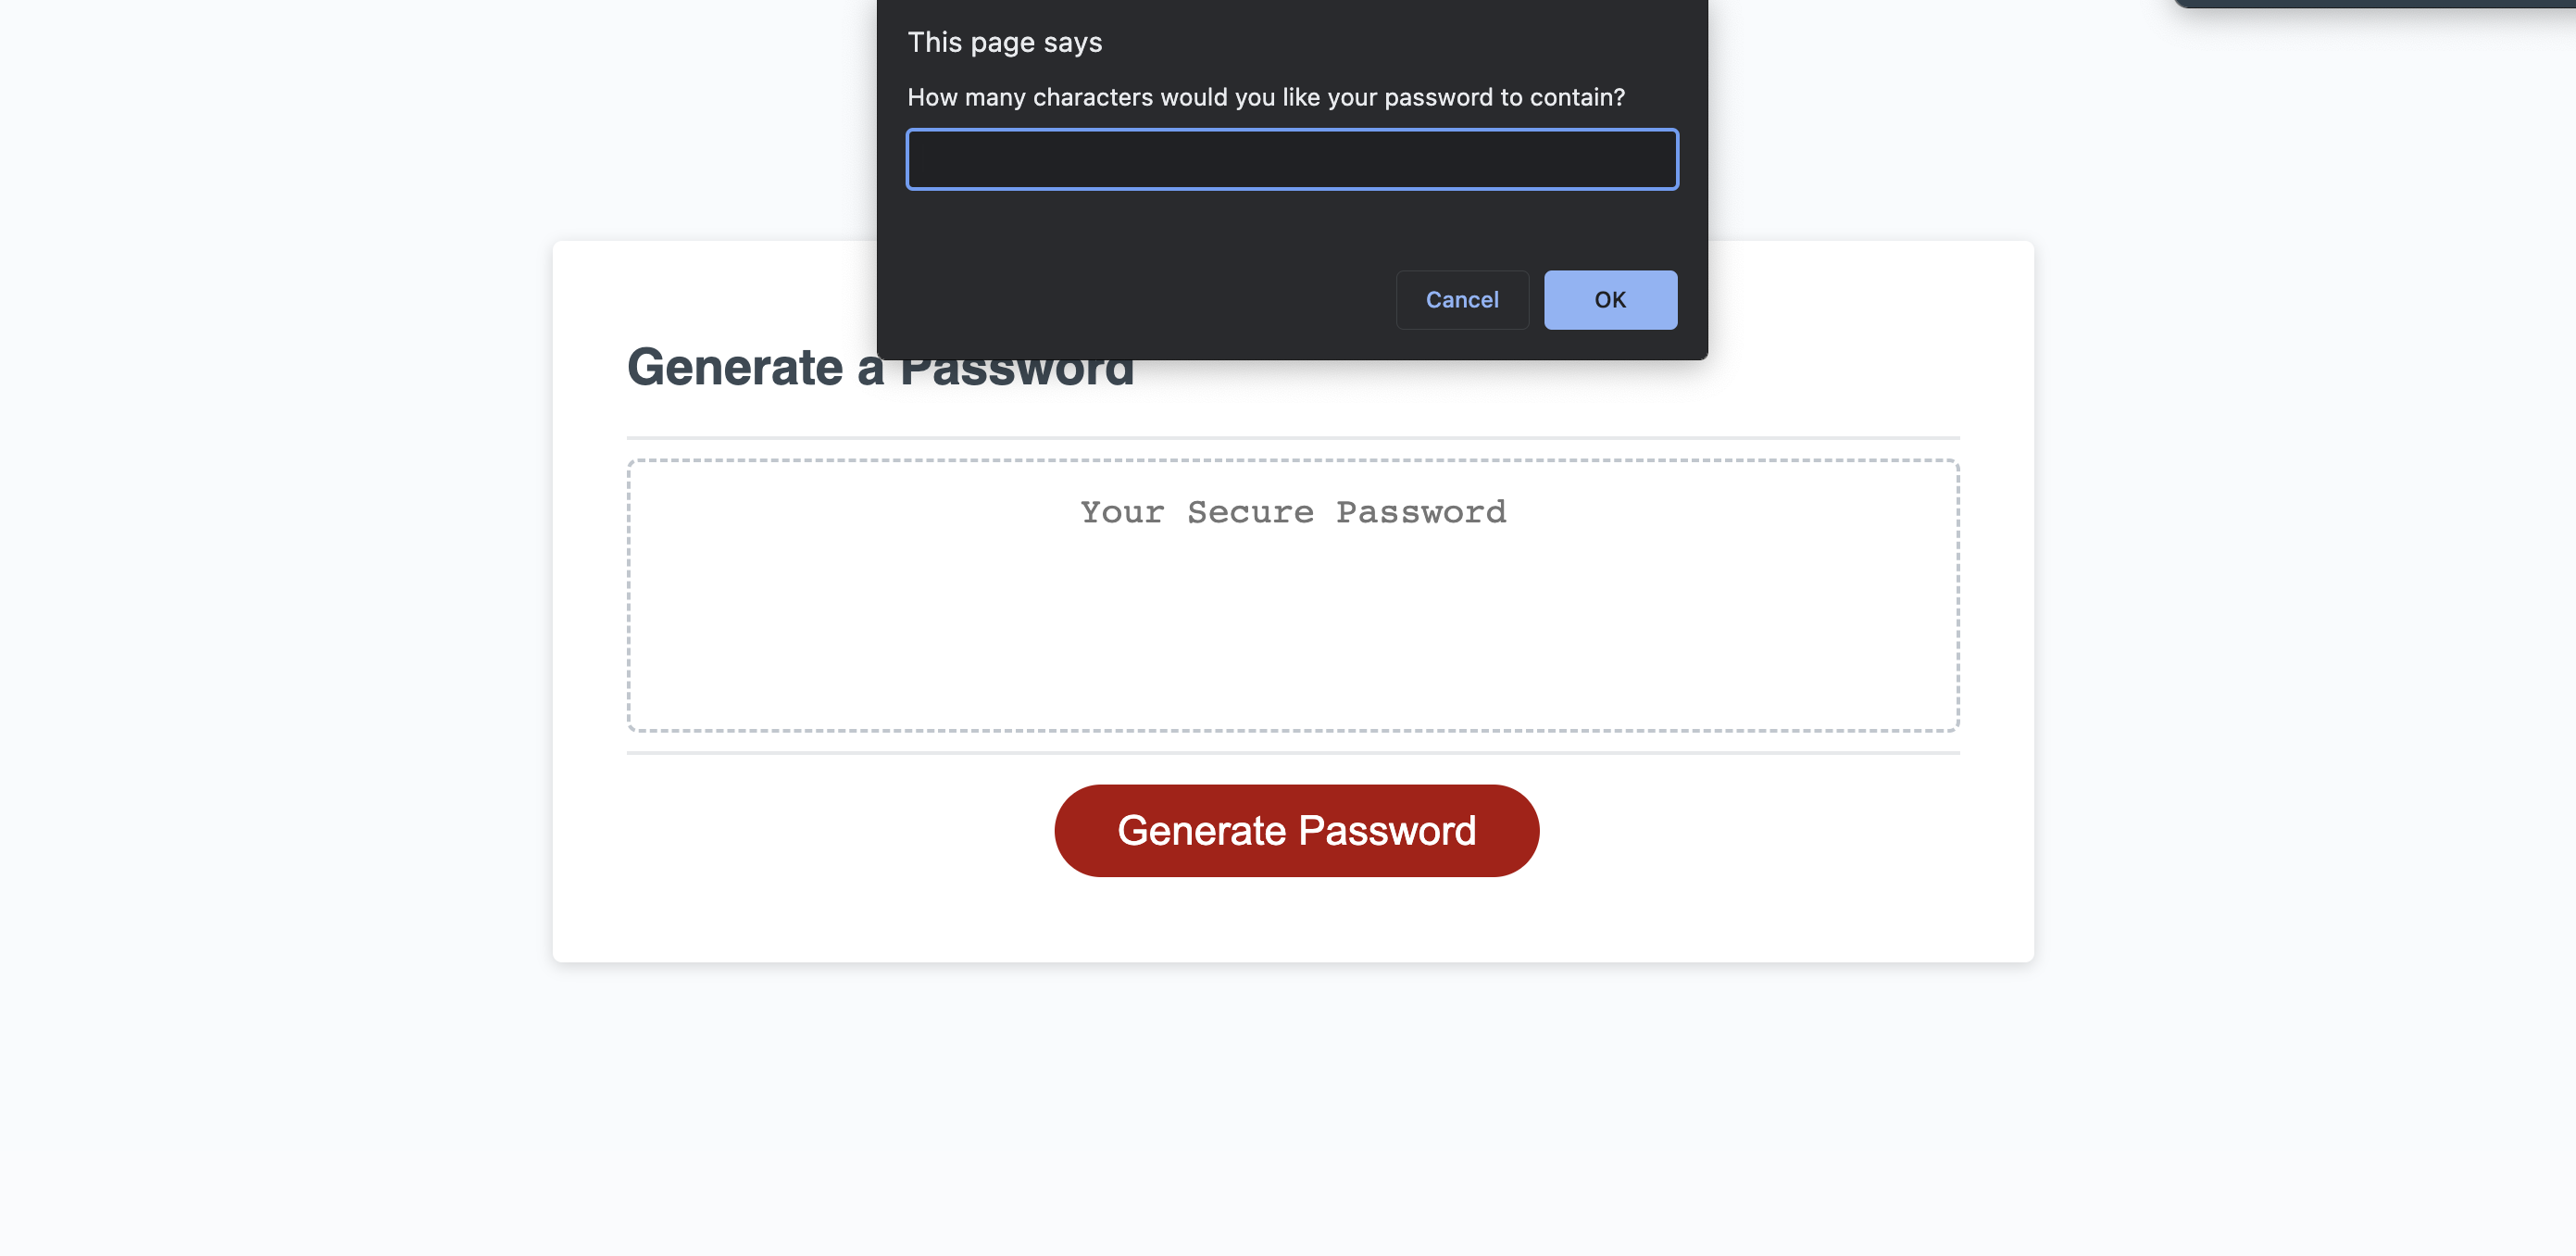 This page says
How many characters would you like your password to contain?
Cancel OK
Generate a Password
Your Secure Password
Generate Password